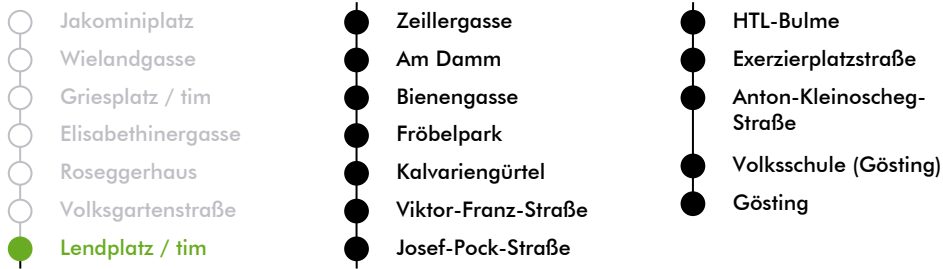 Jakominiplatz
Wielandgasse
Griesplatz / tim
Elisabethinergasse
Roseggerhaus
Volksgartenstraße
Lendplatz / tim
Zeillergasse
Am Damm
Bienengasse
Fröbelpark
Kalvariengürtel
Viktor-Franz-Straße
Josef-Pock-Straße
HTL-Bulme
Exerzierplatzstraße
Anton-Kleinoscheg-
Straße
Volksschule (Gösting)
Gösting